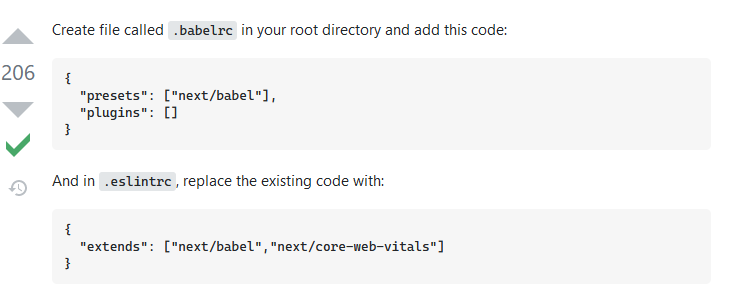 Create file called .babelrc in your root directory and add this code:
206
{
  "presets": ["next/babel"],
  "plugins": []
}
And in .eslintrc, replace the existing code with:
{
  "extends": ["next/babel","next/core-web-vitals"]
}